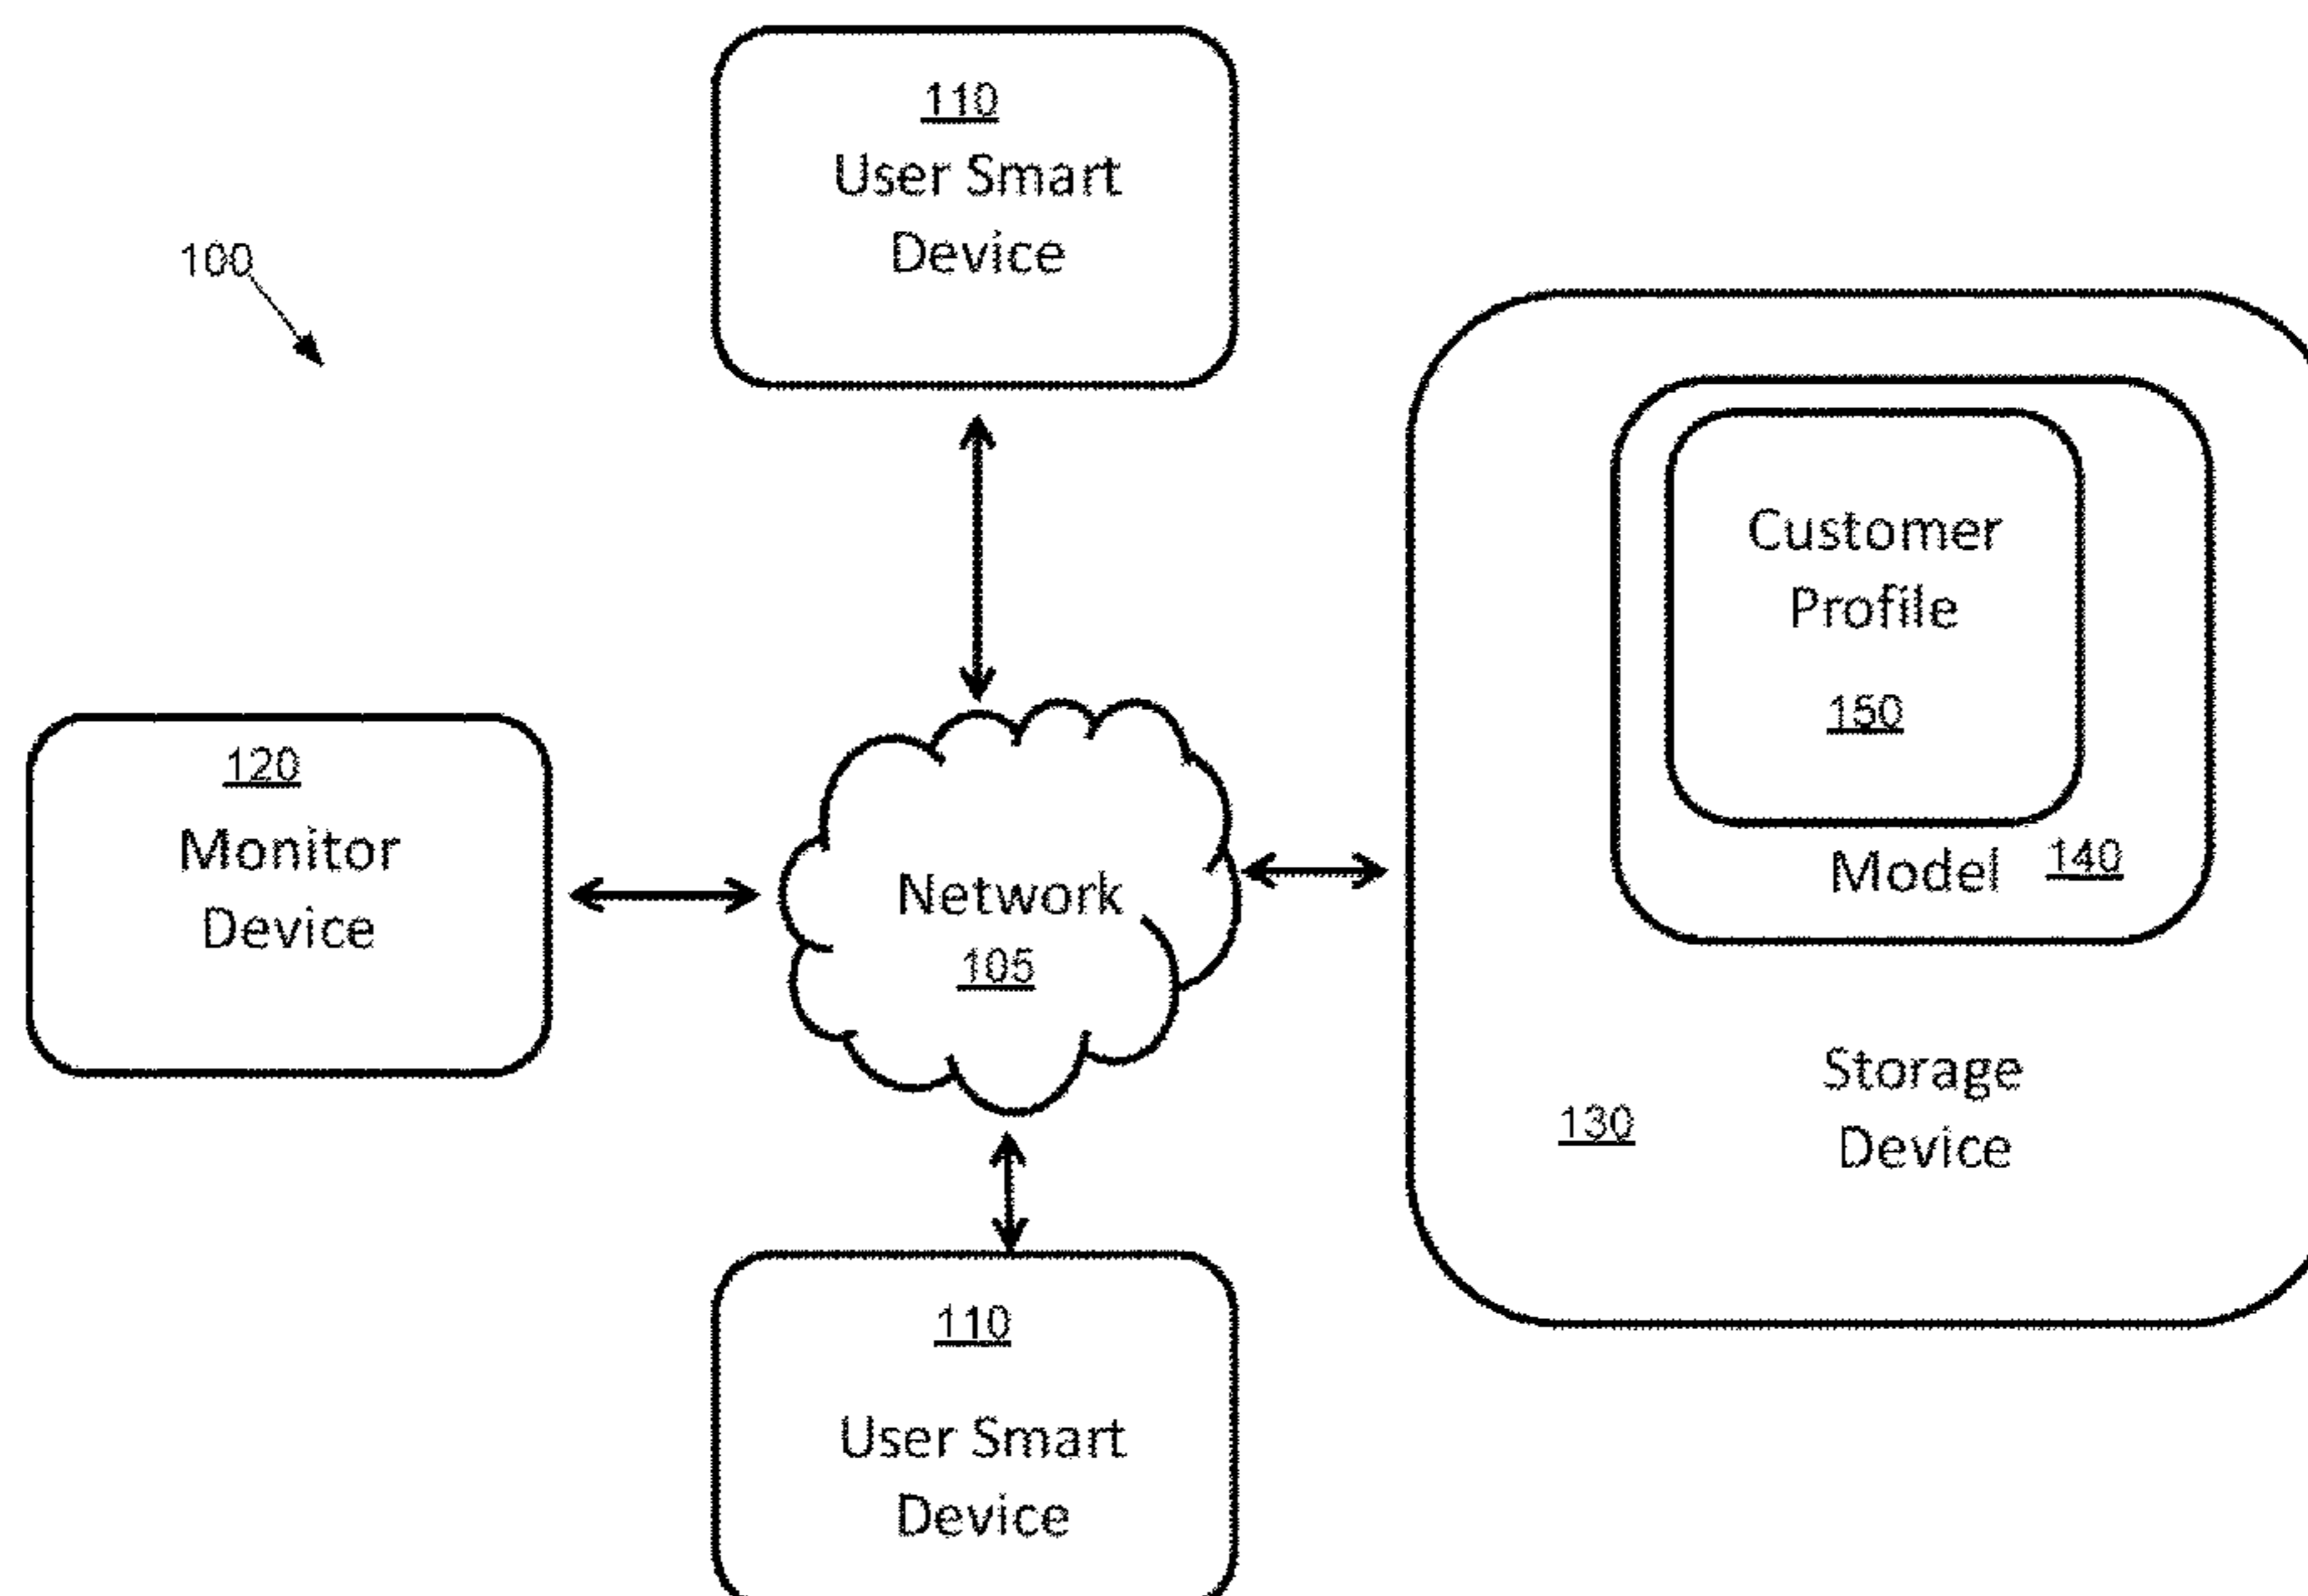 110
User Smart
Device
100
Customer
Profile
150
Model 140
120
Monitor
Device
Network
105
Storage
Device
130
110
User Smart
Device